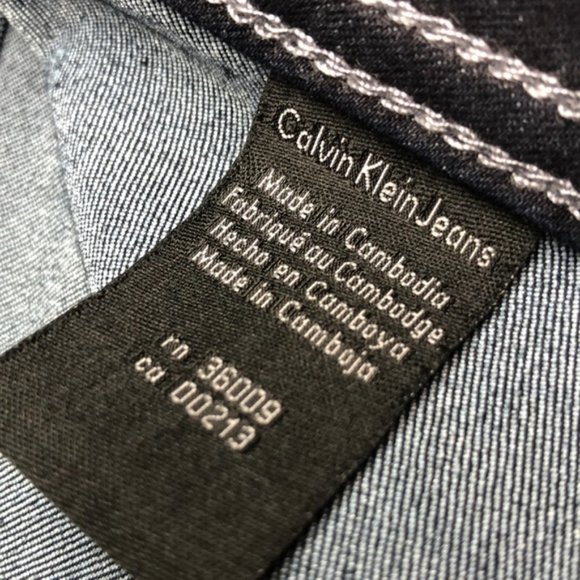 Calvin Klein Jeans
Made in Cambodia
Fabriqué au Cambodge
Hecho en Camboya
Made in Camboja
rn 36009
ca 00213